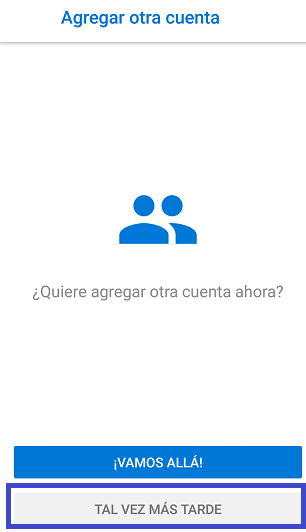 Agregar otra cuenta
¿Quiere agregar otra cuenta ahora?
¡VAMOS ALLÁ!
TAL VEZ MÁS TARDE